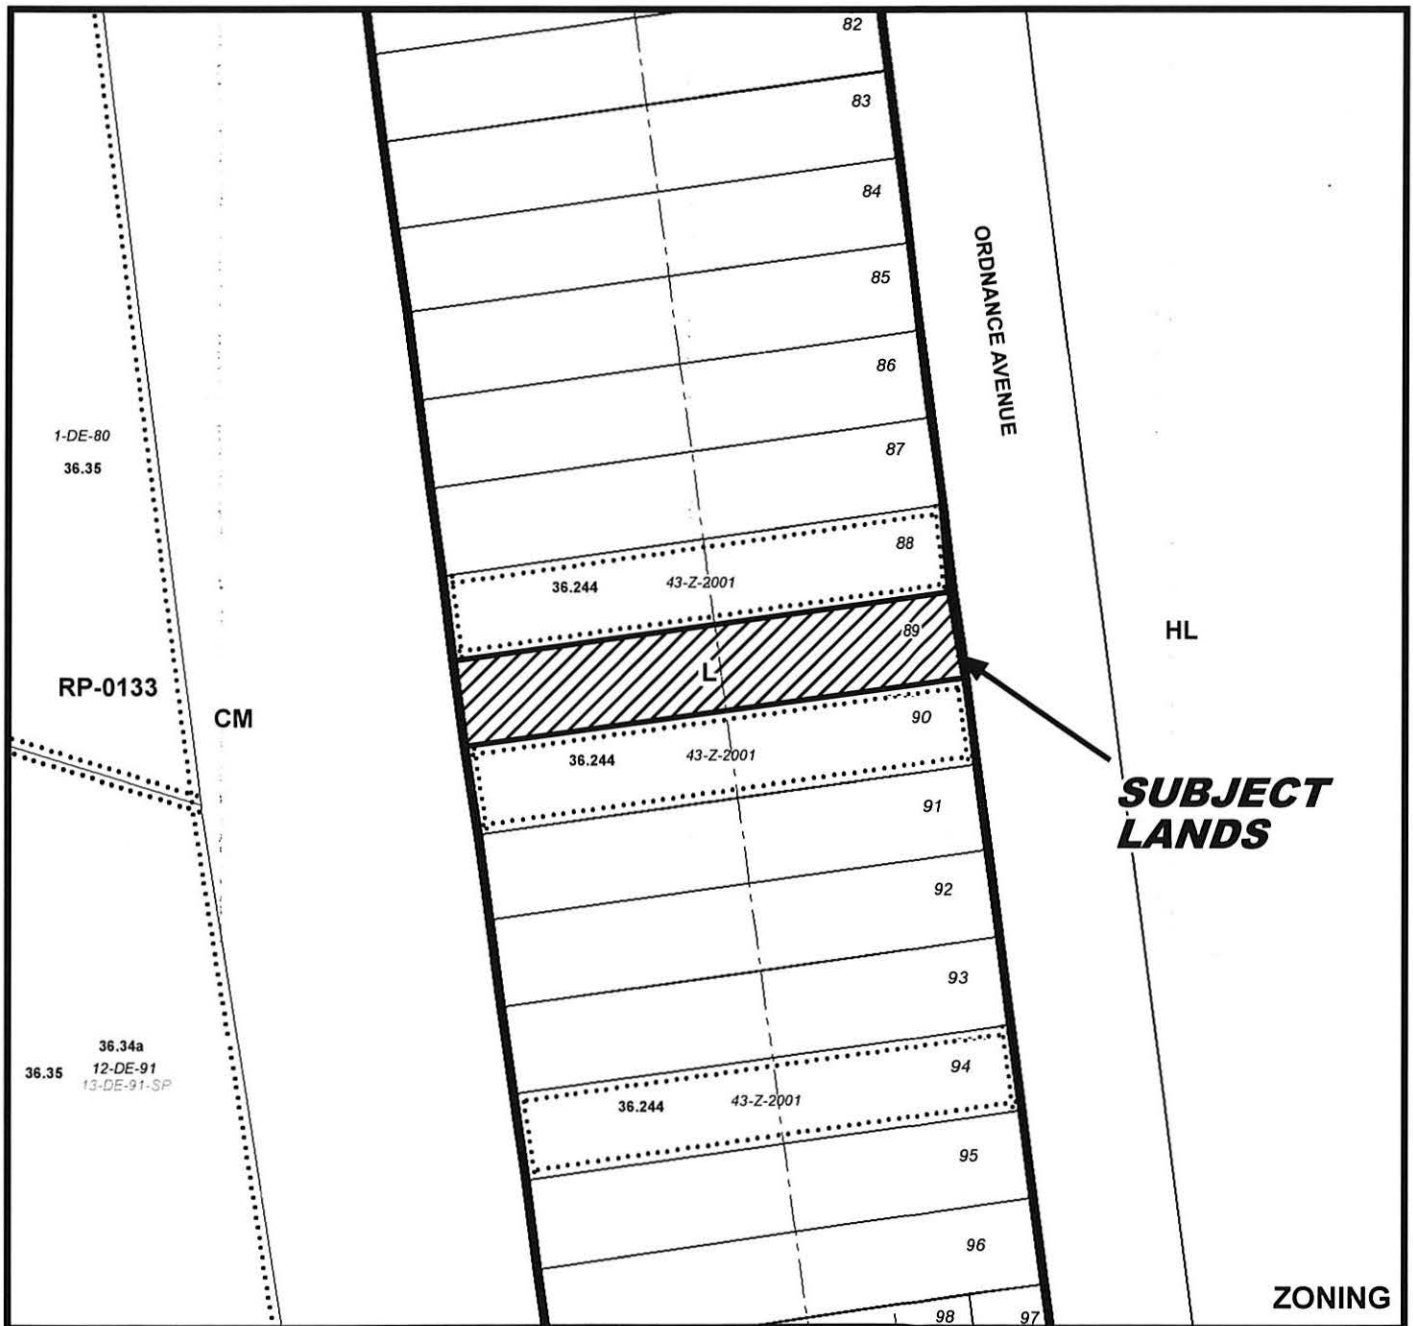 82
83
84
85
ORDNANCE AVENUE
86
1-DE-80
87
36.35
88
36.244 43-Z-2001
89
HL
L
RP-0133
CM
90
36.244 43-Z-2001
SUBJECT
LANDS
91
92
93
36.34a
36.35 12-DE-91
13-DE-91-SP
94
36.244 43-Z-2001
95
96
ZONING
98 97